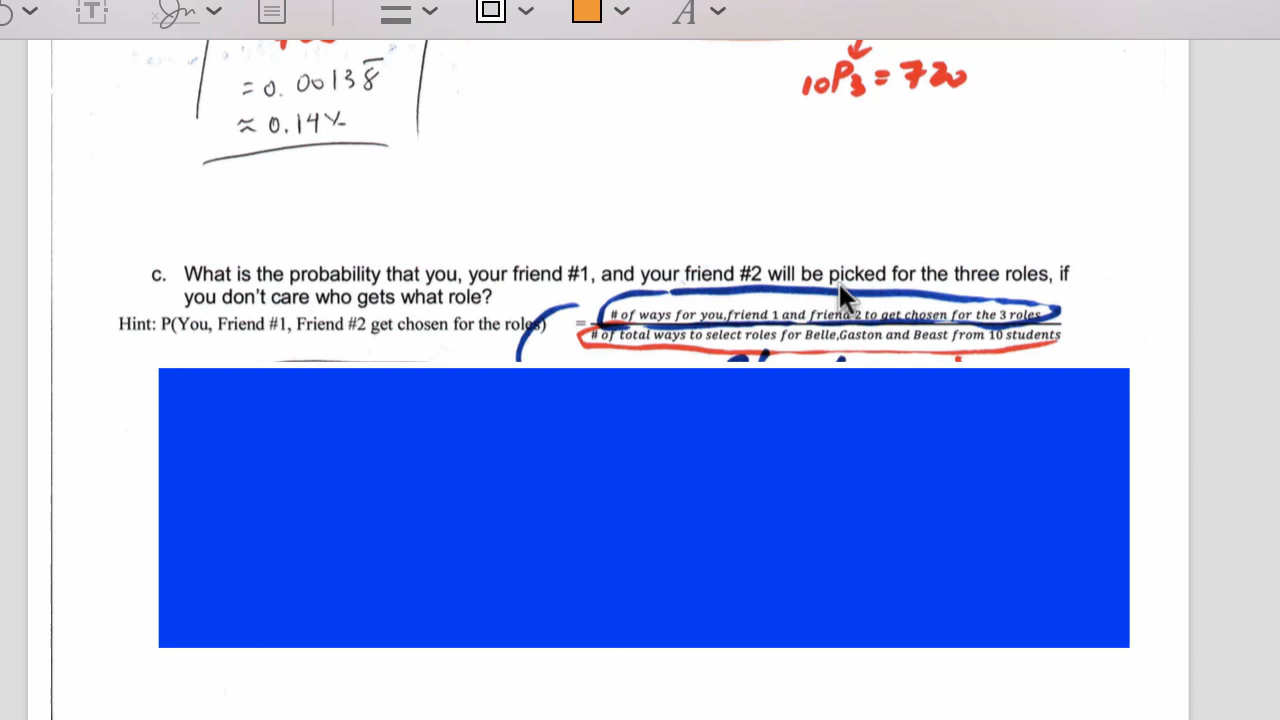 = 0.00138̅
≈ 0.14%
10P3 = 720
c. What is the probability that you, your friend #1, and your friend #2 will be picked for the three roles, if
you don't care who gets what role?
Hint: P(You, Friend #1, Friend #2 get chosen for the roles) =
# of ways for you,friend 1 and friend 2 to get chosen for the 3 roles
# of total ways to select roles for Belle,Gaston and Beast from 10 students